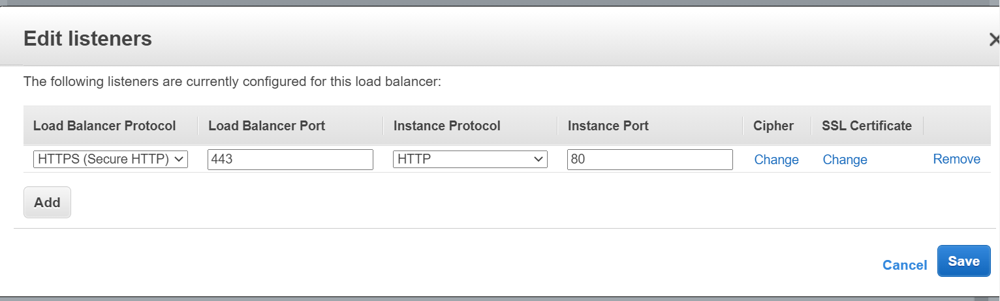 Edit listeners
The following listeners are currently configured for this load balancer:
Load Balancer Protocol Load Balancer Port Instance Protocol Instance Port Cipher SSL Certificate
HTTPS (Secure HTTP) 443 HTTP 80 Change Change Remove
Add
Cancel Save